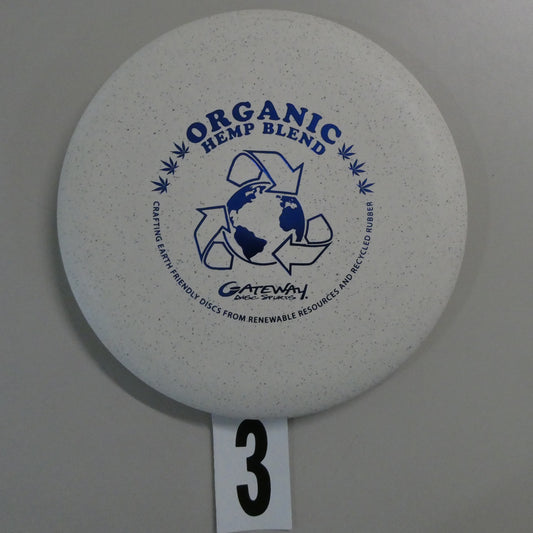 ORGANIC
HEMP BLEND
GATEWAY
DISC SPORTS
CRAFTING EARTH FRIENDLY DISCS FROM RENEWABLE RESOURCES AND RECYCLED RUBBER
3